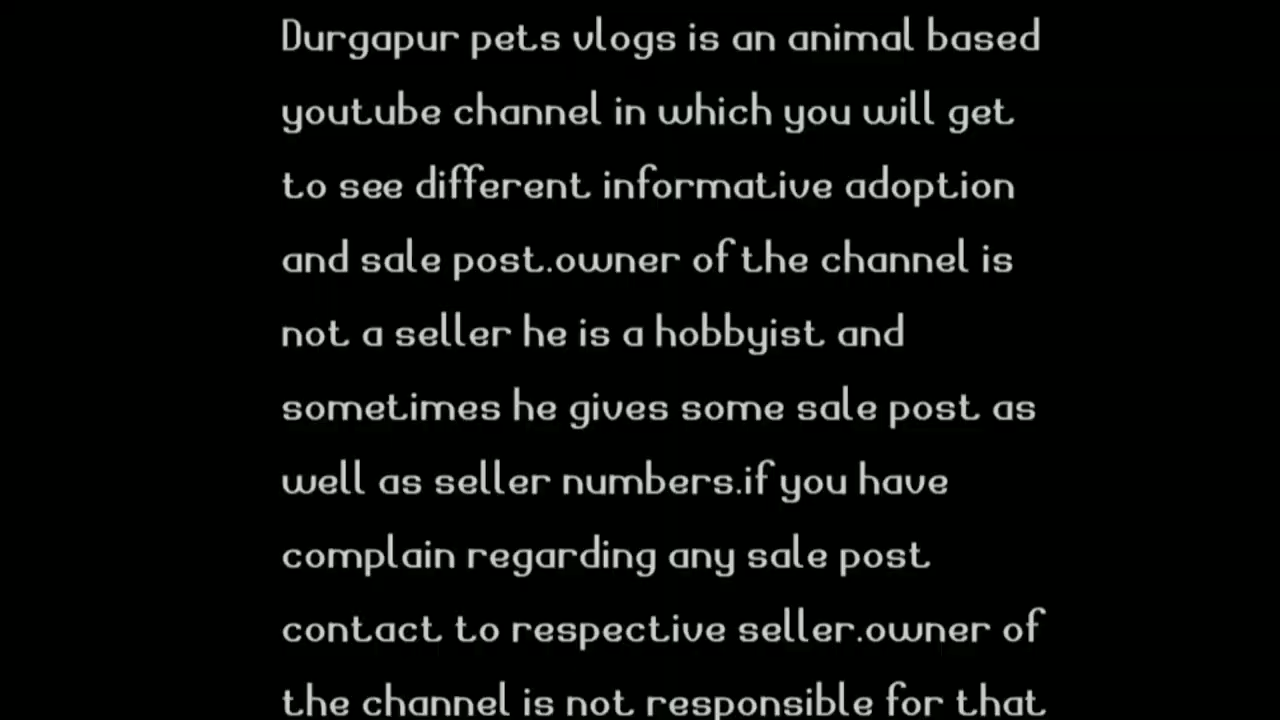 Durgapur pets vlogs is an animal based
youtube channel in which you will get
to see different informative adoption
and sale post.owner of the channel is
not a seller he is a hobbyist and
sometimes he gives some sale post as
well as seller numbers.if you have
complain regarding any sale post
contact to respective seller.owner of
the channel is not responsible for that